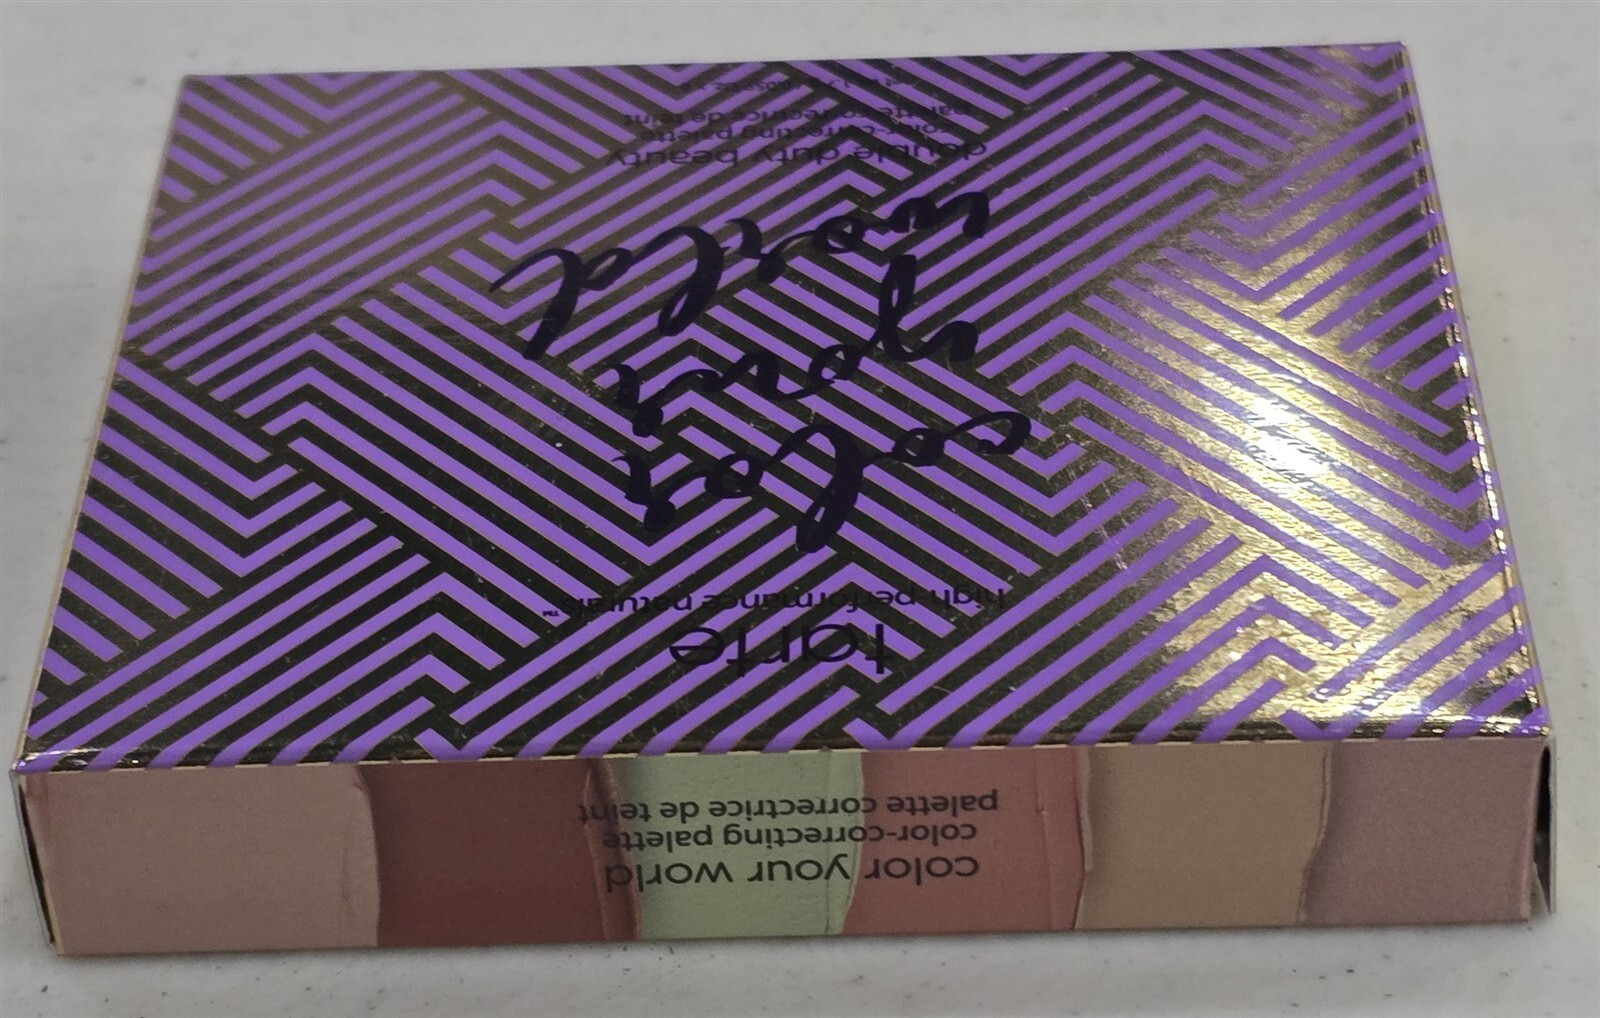 tarte
high-performance naturals™
color
your
world
double duty beauty
color-correcting palette
palette correctrice de teint
color your world
color-correcting palette
palette correctrice de teint